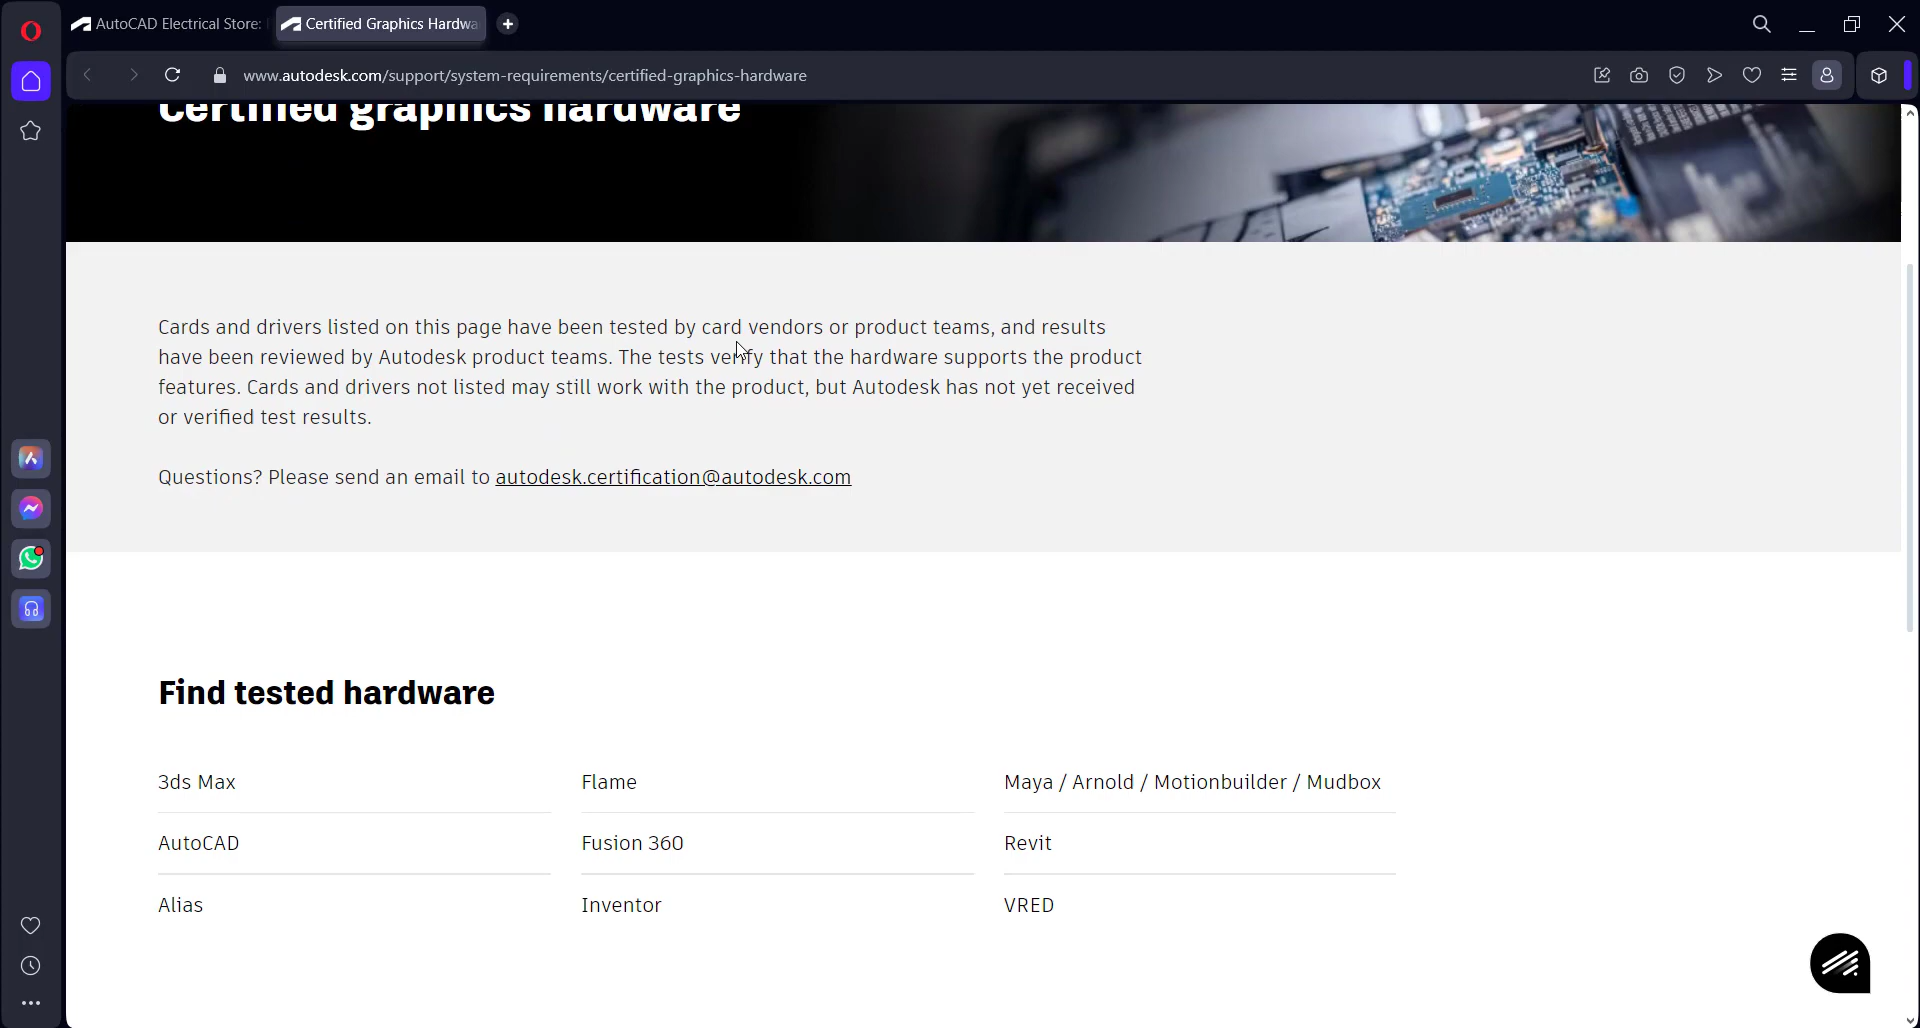 AutoCAD Electrical Store:
Certified Graphics Hardwa
www.autodesk.com/support/system-requirements/certified-graphics-hardware
Certified graphics hardware
Cards and drivers listed on this page have been tested by card vendors or product teams, and results
have been reviewed by Autodesk product teams. The tests verify that the hardware supports the product
features. Cards and drivers not listed may still work with the product, but Autodesk has not yet received
or verified test results.
Questions? Please send an email to autodesk.certification@autodesk.com
Find tested hardware
3ds Max
Flame
Maya / Arnold / Motionbuilder / Mudbox
AutoCAD
Fusion 360
Revit
Alias
Inventor
VRED